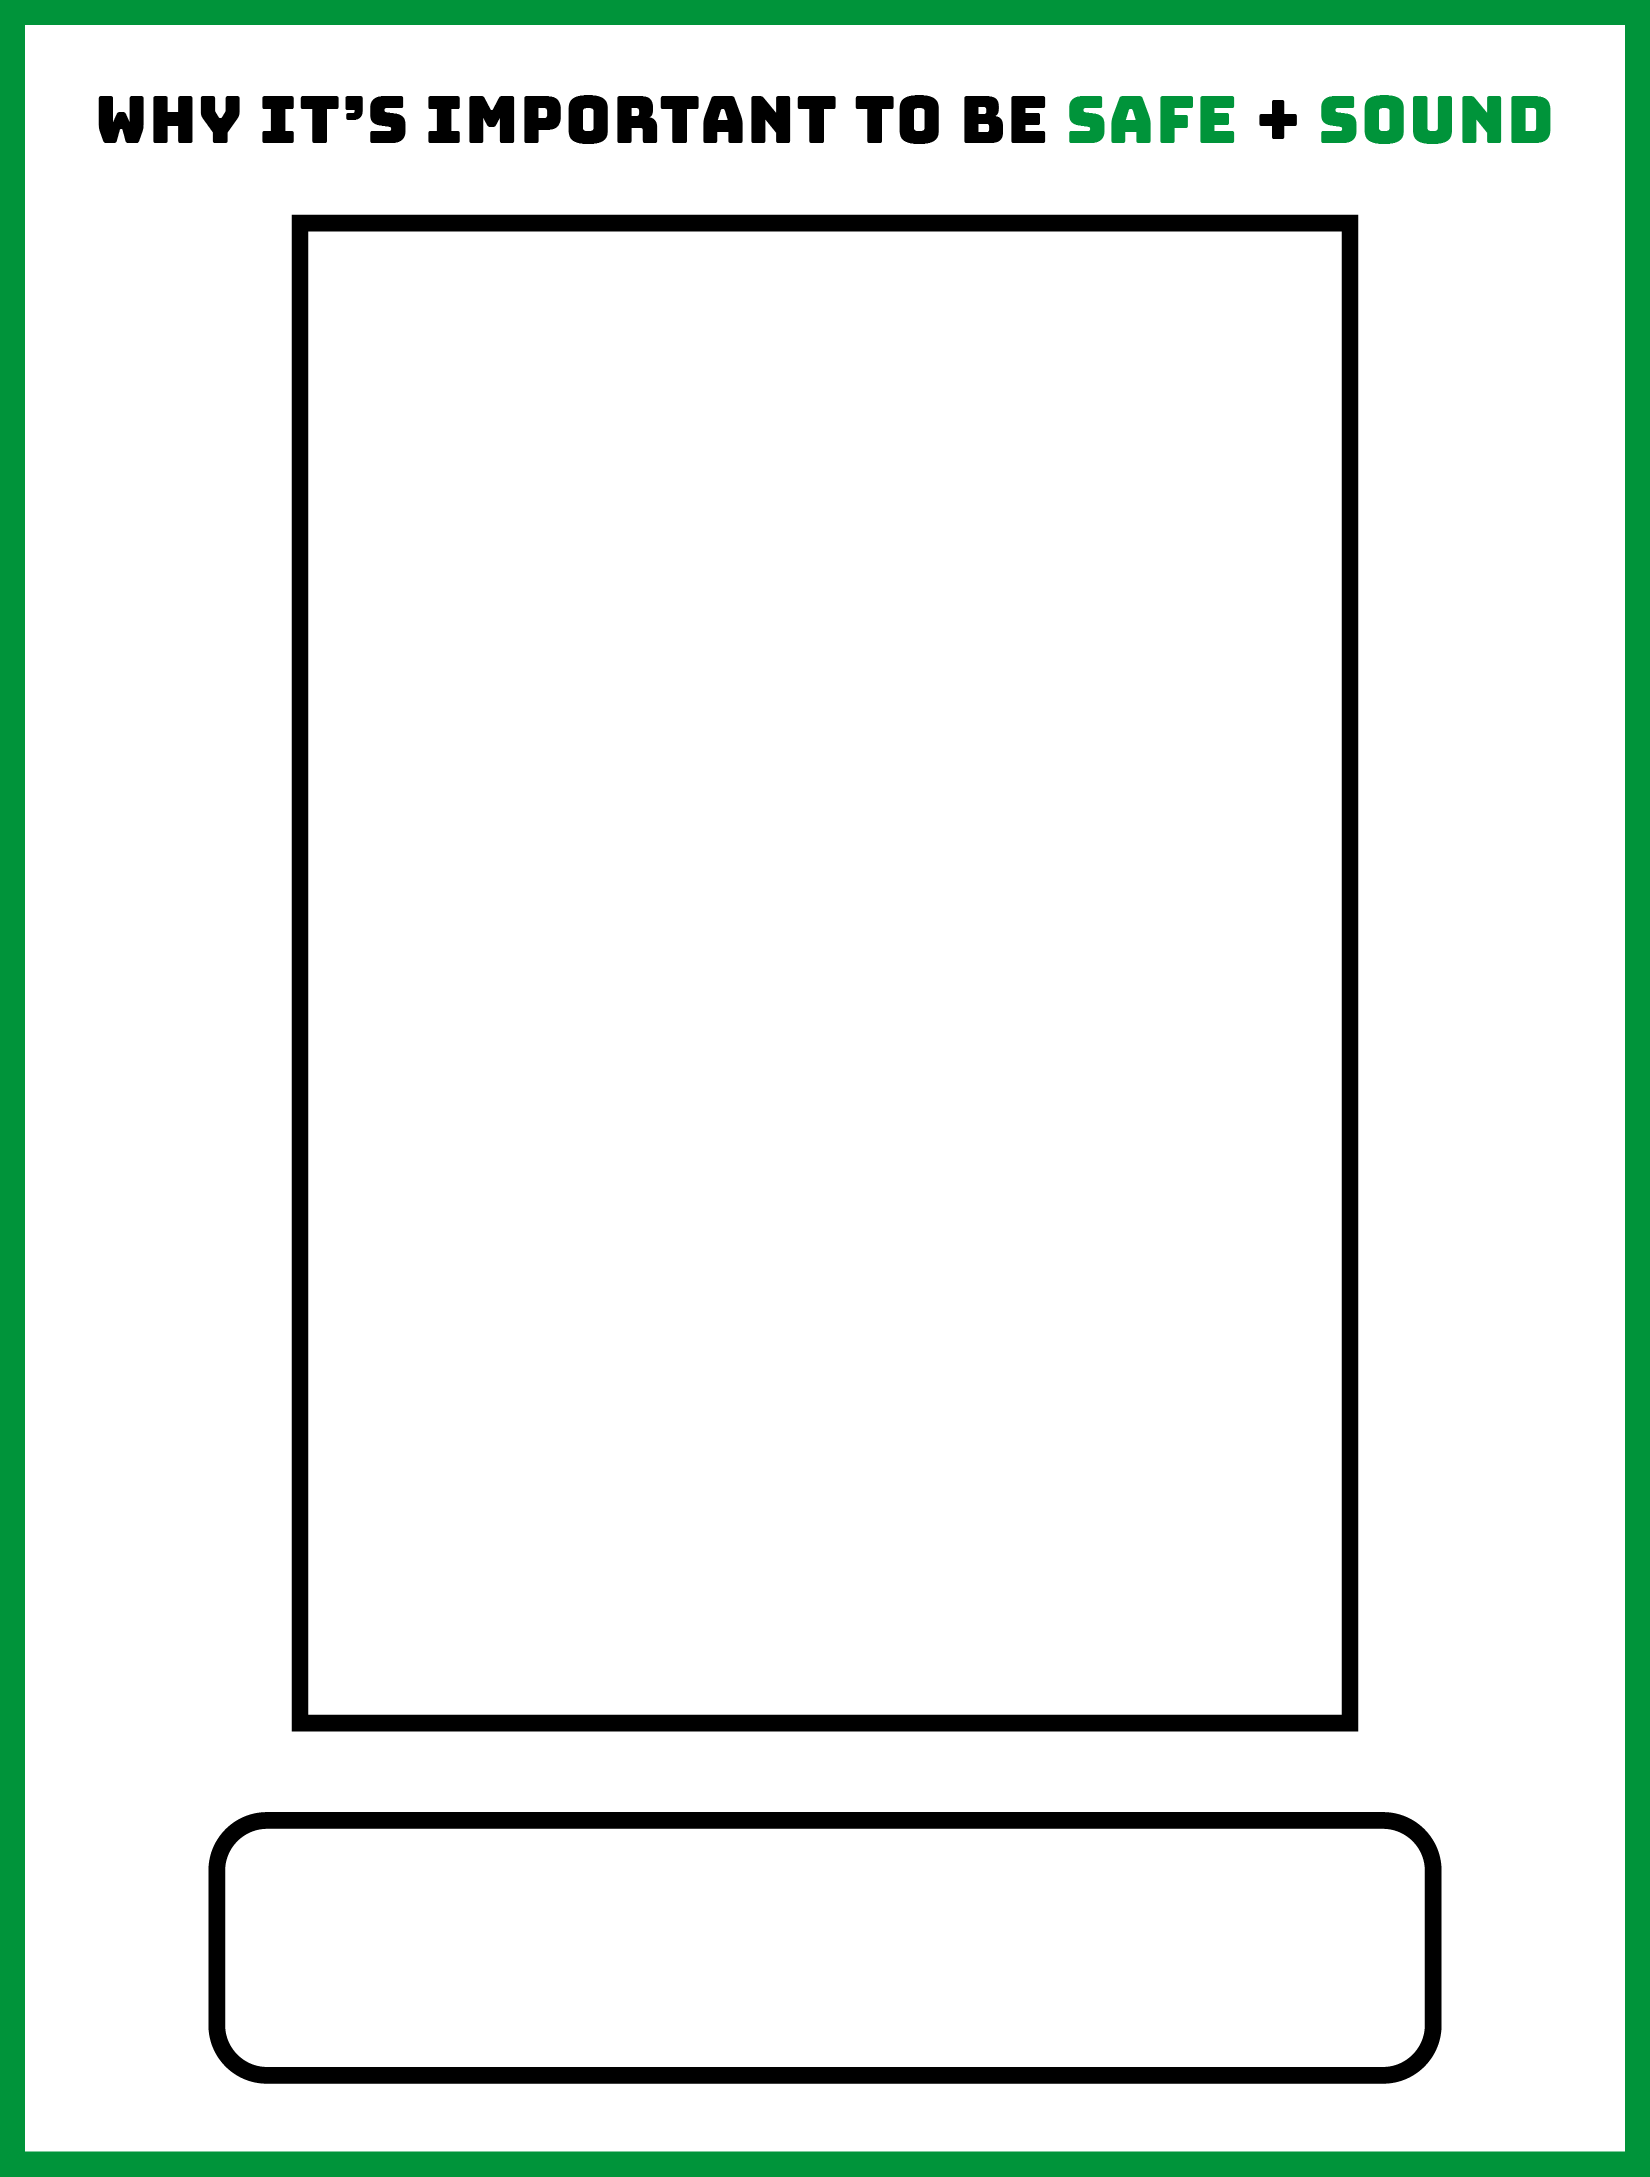 WHY IT’S IMPORTANT TO BE SAFE + SOUND